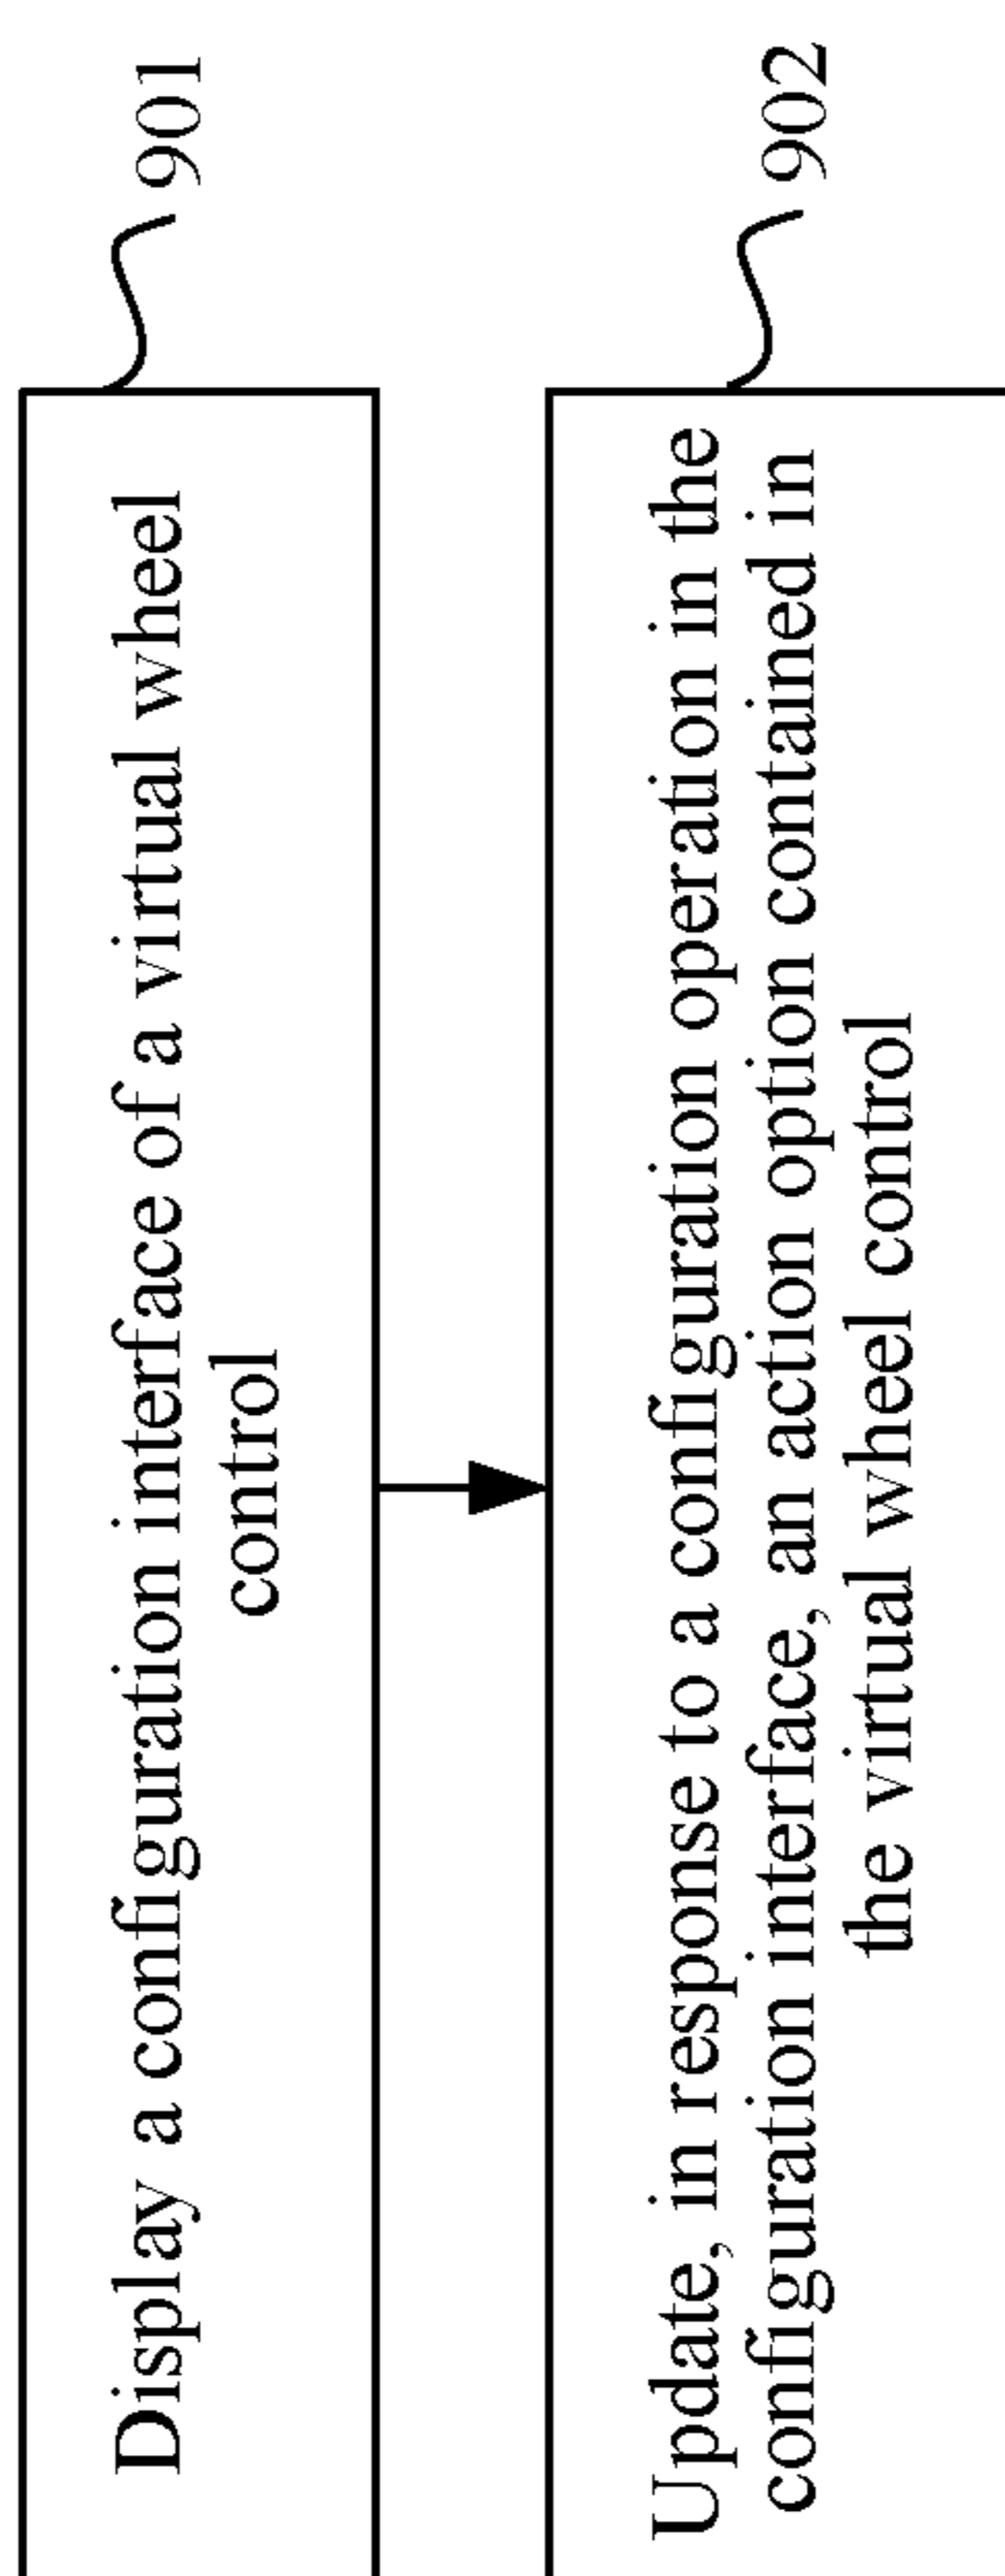 Display a configuration interface of a virtual wheel
control
901
Update, in response to a configuration operation in the
configuration interface, an action option contained in
the virtual wheel control
902